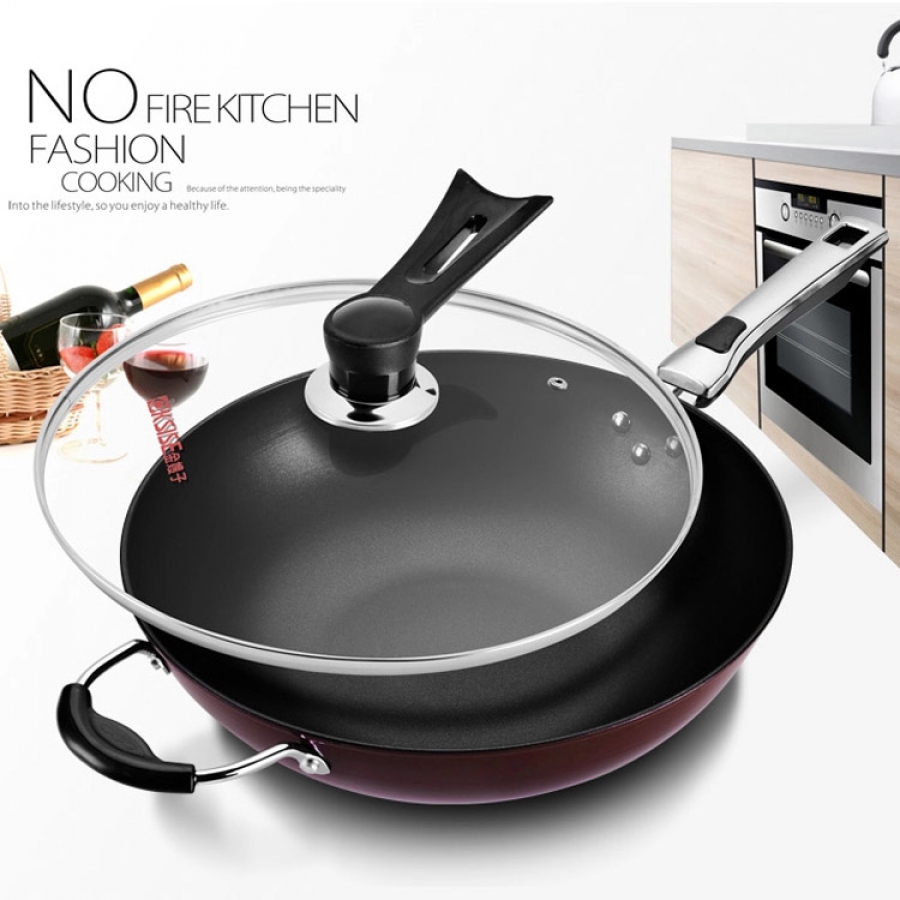 NO FIRE KITCHEN
FASHION
COOKING Because of the attention, being the speciality
Into the lifestyle, so you enjoy a healthy life.